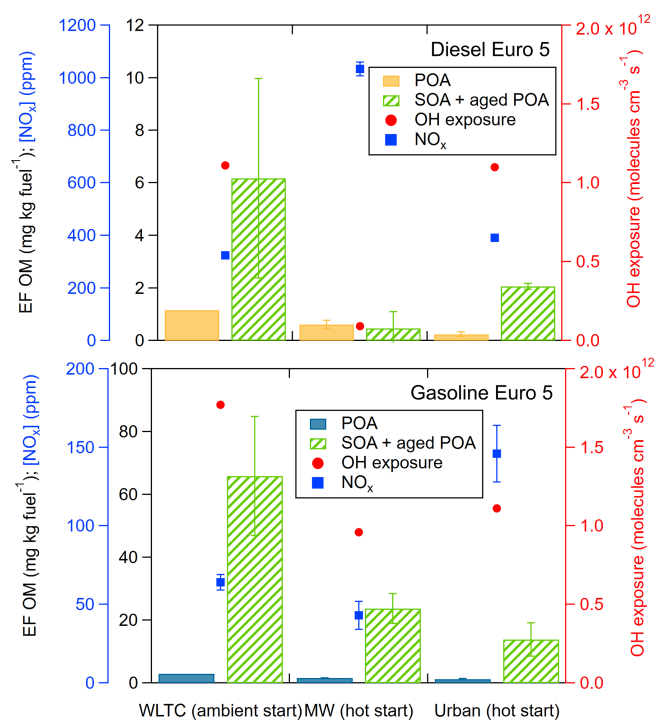 Diesel Euro 5
POA
SOA + aged POA
OH exposure
NOx
EF OM (mg kg fuel⁻¹); [NOx] (ppm)
1200
1000
800
600
400
200
0
12
10
8
6
4
2
0
2.0 x 10¹²
1.5
1.0
0.5
0.0
OH exposure (molecules cm⁻³ s⁻¹)
Gasoline Euro 5
POA
SOA + aged POA
OH exposure
NOx
EF OM (mg kg fuel⁻¹); [NOx] (ppm)
200
150
100
50
0
100
80
60
40
20
0
2.0 x 10¹²
1.5
1.0
0.5
0.0
OH exposure (molecules cm⁻³ s⁻¹)
WLTC (ambient start) MW (hot start) Urban (hot start)